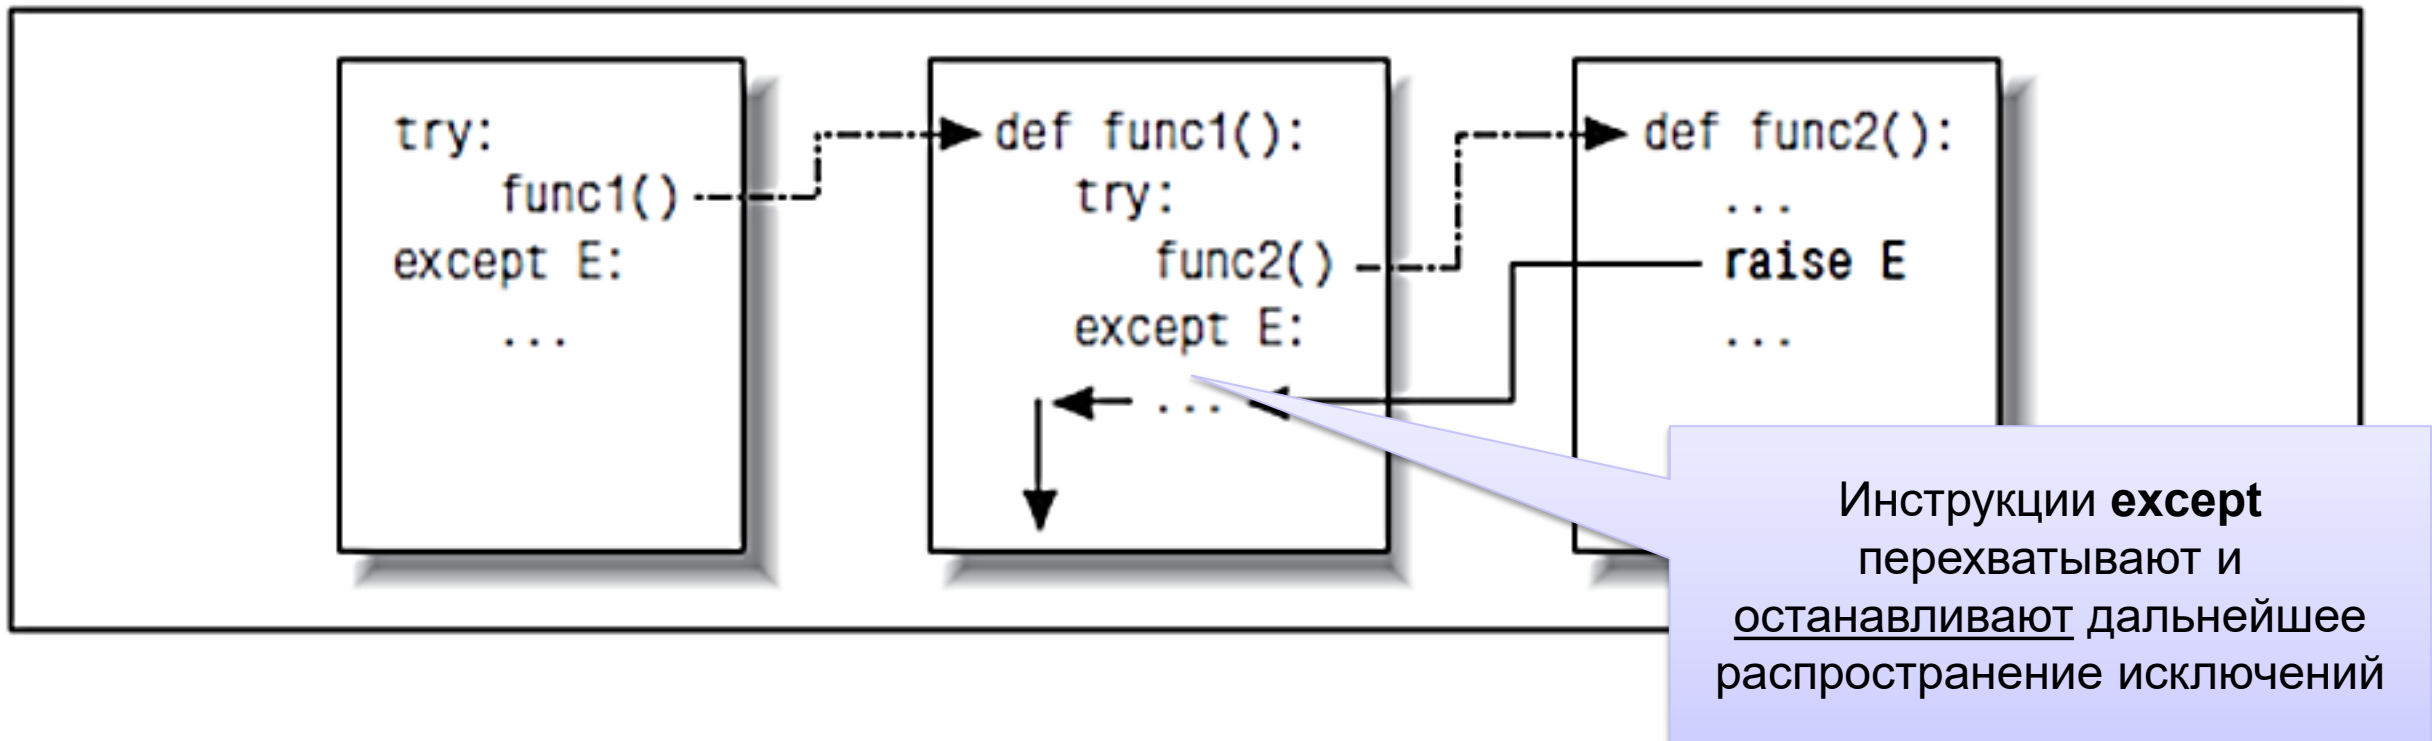 try:
func1()
except E:
...
def func1():
try:
func2()
except E:
...
def func2():
...
raise E
...
Инструкции except
перехватывают и
останавливают дальнейшее
распространение исключений